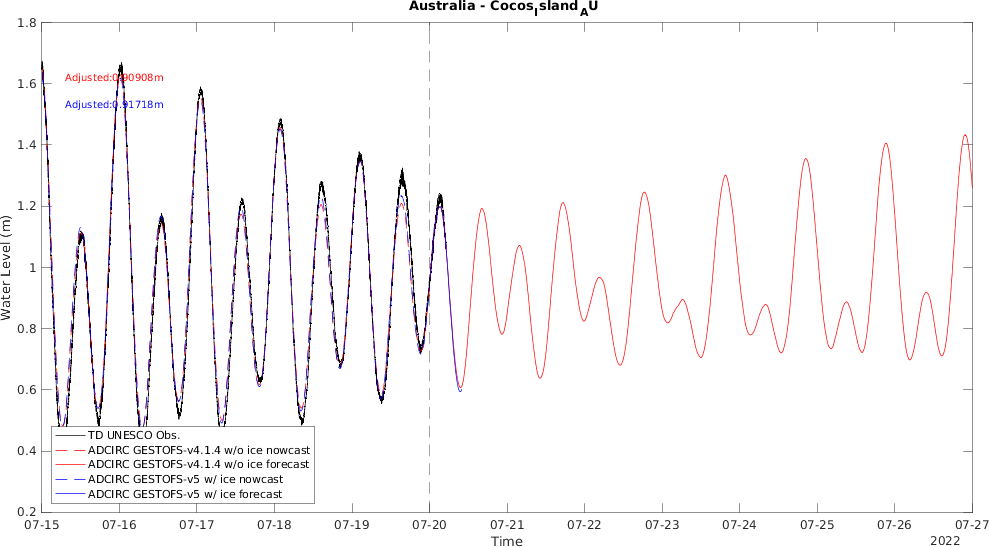 Australia - CocosIslandAU
1.8
1.6
1.4
1.2
1
0.8
0.6
0.4
0.2
Water Level (m)
Adjusted:0.90908m
Adjusted:0.91718m
TD UNESCO Obs.
ADCIRC GESTOFS-v4.1.4 w/o ice nowcast
ADCIRC GESTOFS-v4.1.4 w/o ice forecast
ADCIRC GESTOFS-v5 w/ ice nowcast
ADCIRC GESTOFS-v5 w/ ice forecast
07-15 07-16 07-17 07-18 07-19 07-20 07-21 07-22 07-23 07-24 07-25 07-26 07-27
Time
2022